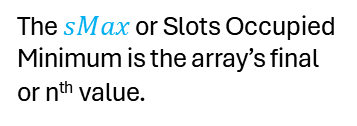 The sMax or Slots Occupied
Minimum is the array’s final
or nth value.